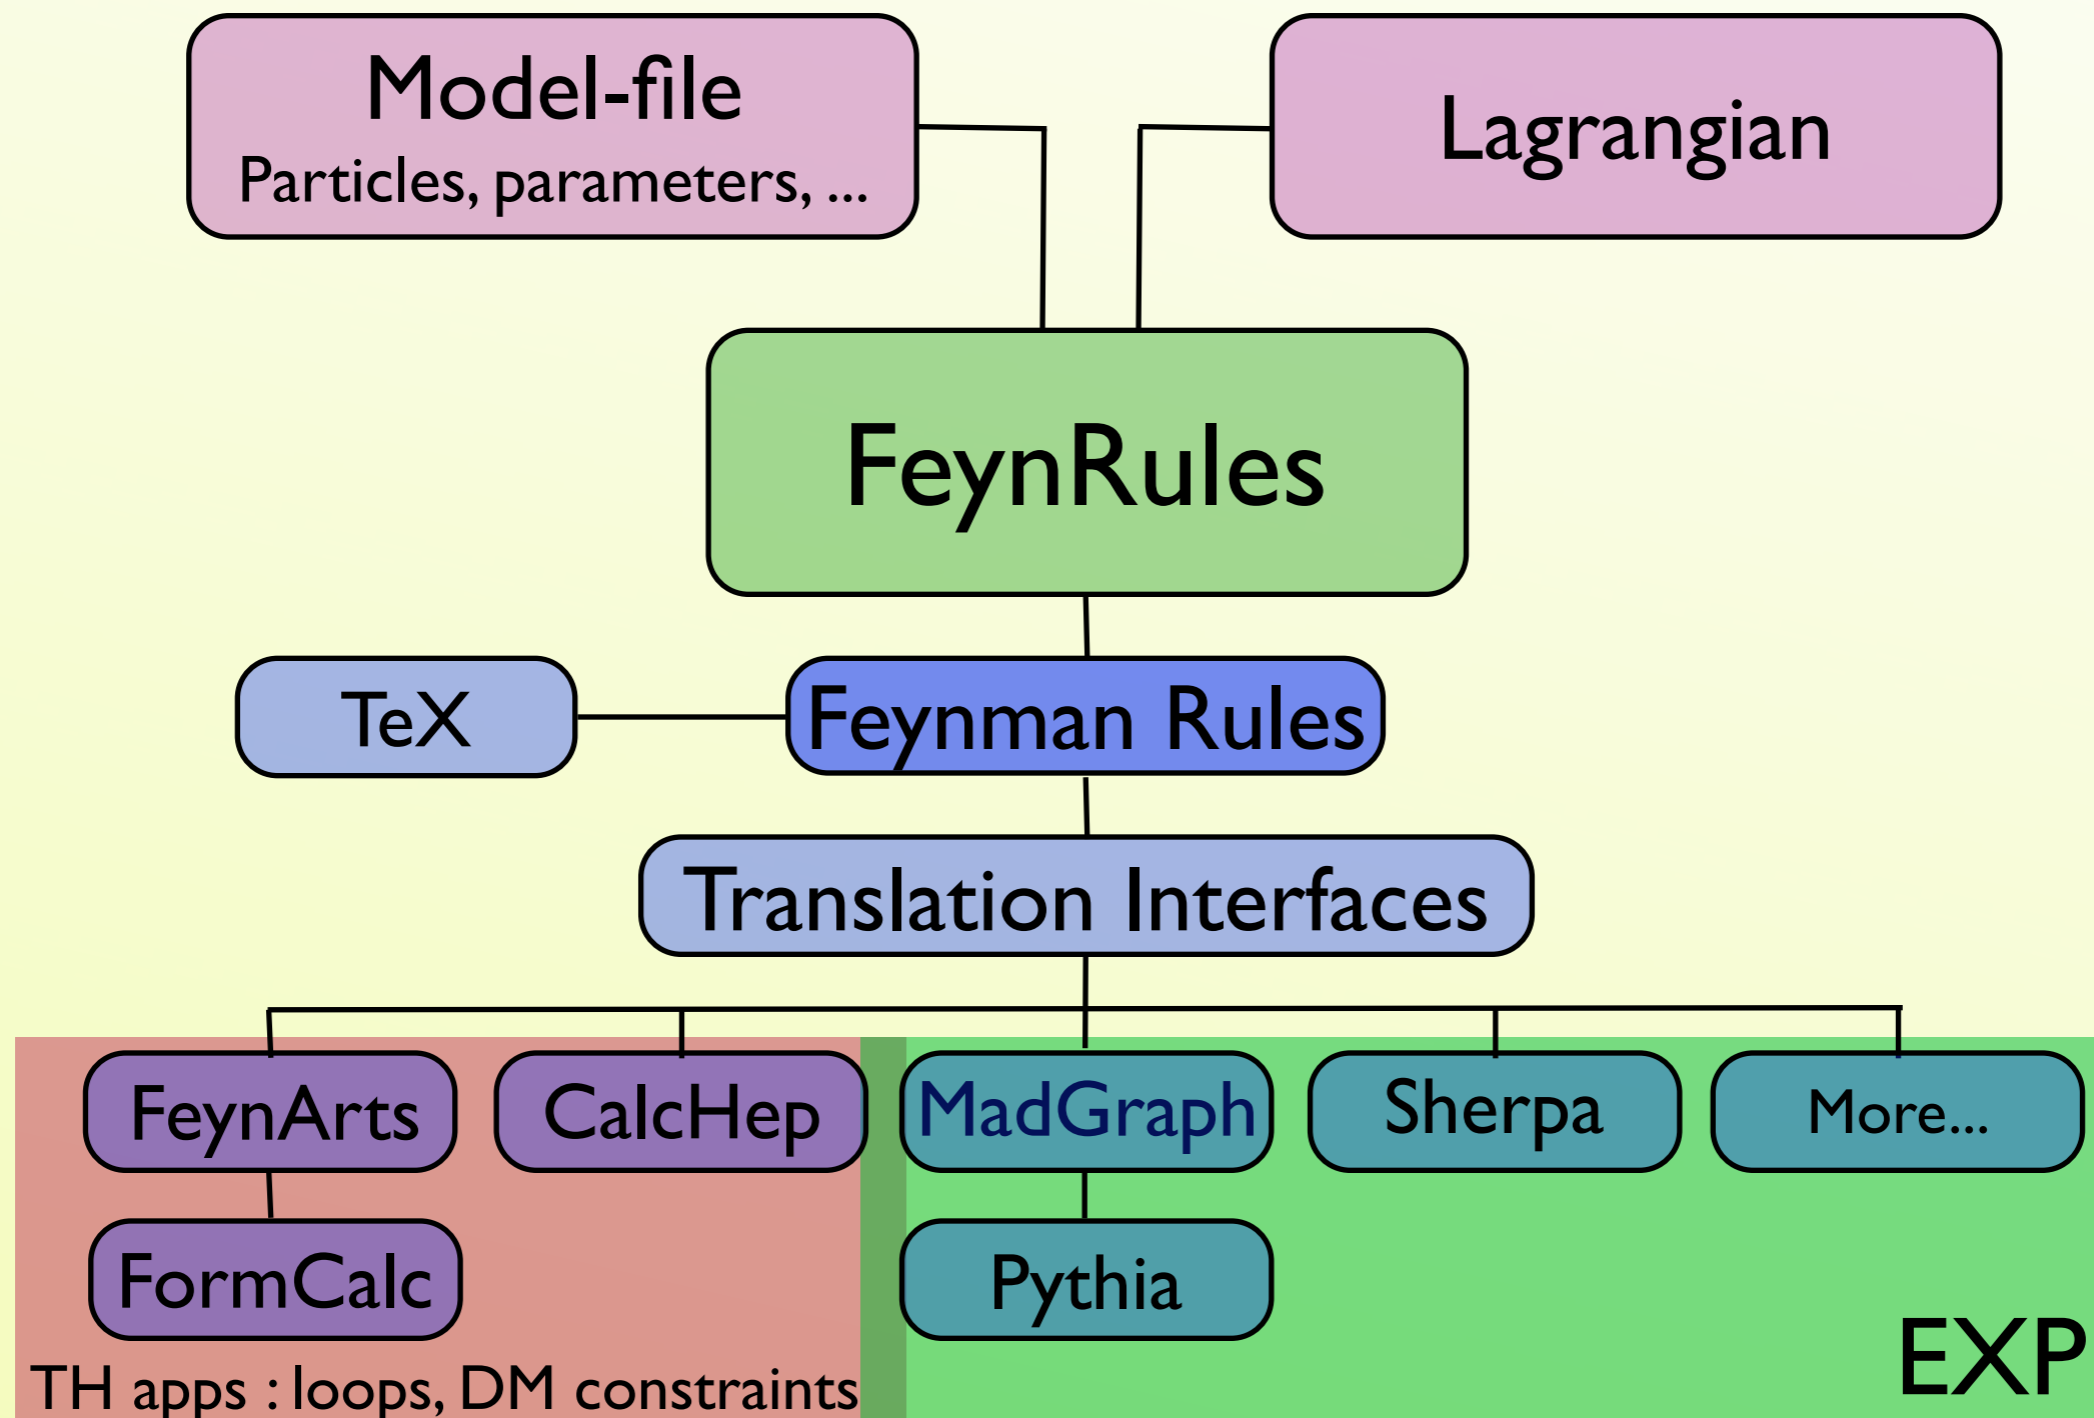 Model-file
Particles, parameters, ...
Lagrangian
FeynRules
TeX
Feynman Rules
Translation Interfaces
FeynArts
CalcHep
MadGraph
Sherpa
More...
FormCalc
Pythia
EXP
TH apps : loops, DM constraints